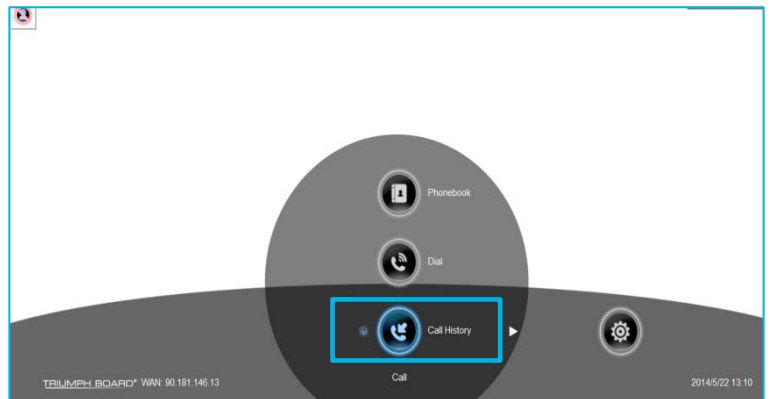 Phonebook
Dial
Call History
Call
TRIUMPH BOARD® WAN: 90.181.146.13
2014/5/22 13:10